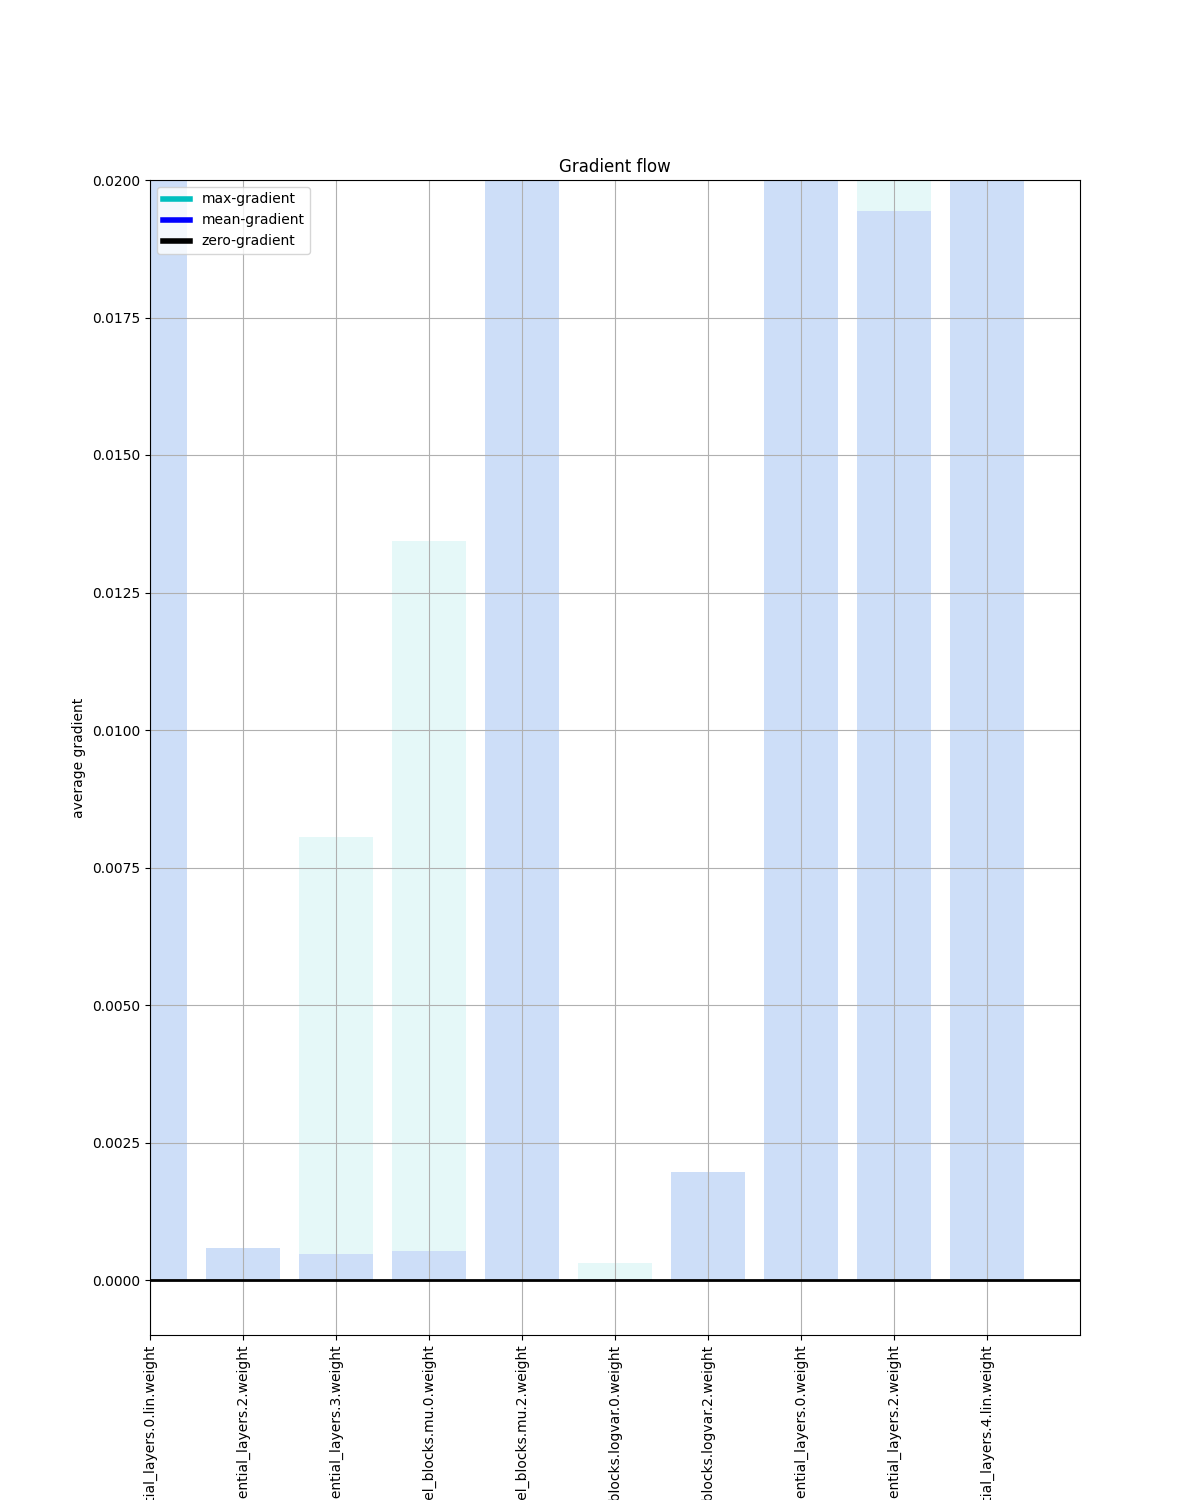 Gradient flow
max-gradient
mean-gradient
zero-gradient
0.0200
0.0175
0.0150
0.0125
0.0100
0.0075
0.0050
0.0025
0.0000
average gradient
tial_layers.0.lin.weight
ential_layers.2.weight
ential_layers.3.weight
el_blocks.mu.0.weight
el_blocks.mu.2.weight
blocks.logvar.0.weight
blocks.logvar.2.weight
ential_layers.0.weight
ential_layers.2.weight
tial_layers.4.lin.weight